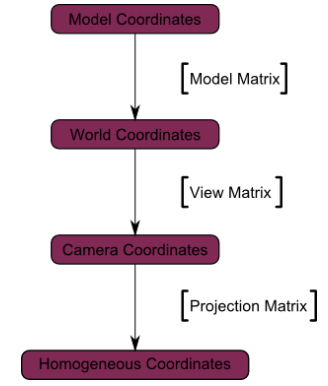 Model Coordinates
[Model Matrix]
World Coordinates
[View Matrix]
Camera Coordinates
[Projection Matrix]
Homogeneous Coordinates